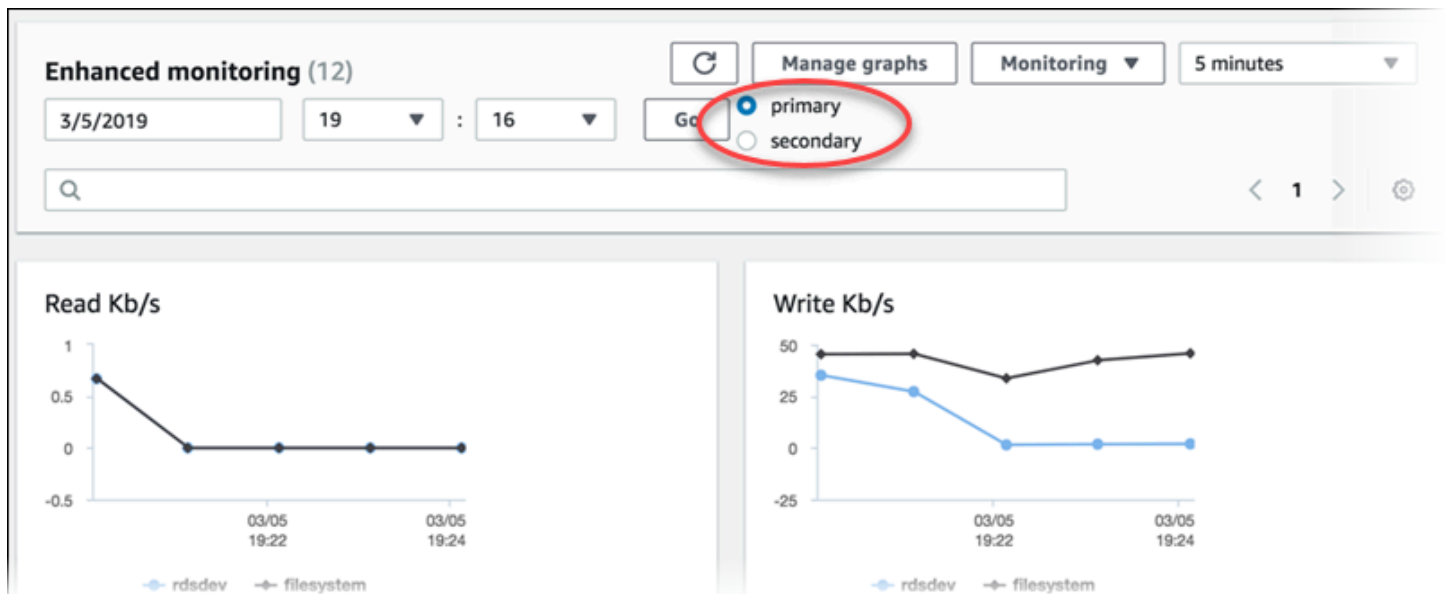 Enhanced monitoring (12)
Manage graphs
Monitoring
5 minutes
3/5/2019
19
:
16
Go
primary
secondary
1
Read Kb/s
1
0.5
0
-0.5
03/05
19:22
03/05
19:24
rdsdev
filesystem
Write Kb/s
50
25
0
-25
03/05
19:22
03/05
19:24
rdsdev
filesystem